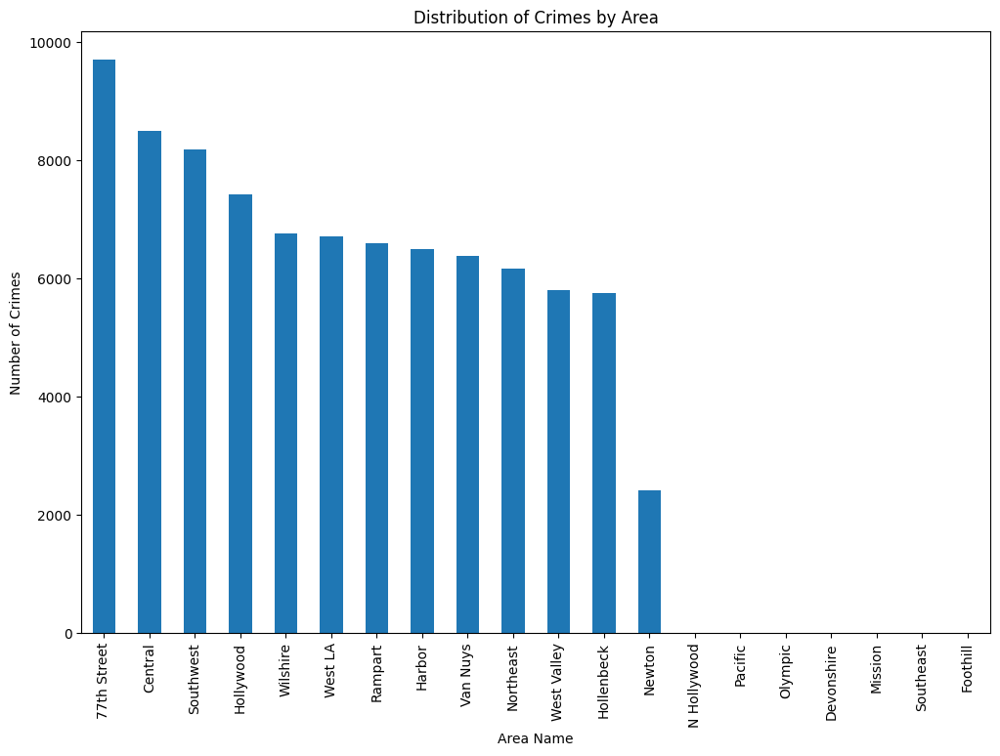 Distribution of Crimes by Area
Number of Crimes
10000
8000
6000
4000
2000
0
77th Street
Central
Southwest
Hollywood
Wilshire
West LA
Rampart
Harbor
Van Nuys
Northeast
West Valley
Hollenbeck
Newton
N Hollywood
Pacific
Olympic
Devonshire
Mission
Southeast
Foothill
Area Name